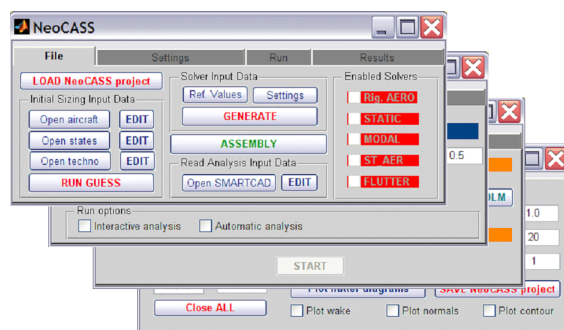 NeoCASS
File Settings Run Results
LOAD NeoCASS project
Initial Sizing Input Data
Open aircraft EDIT
Open states EDIT
Open techno EDIT
RUN GUESS
Solver Input Data
Ref. Values Settings
GENERATE
ASSEMBLY
Read Analysis Input Data
Open SMARTCAD EDIT
Enabled Solvers
Rig. AERO
STATIC
MODAL
ST AER
FLUTTER
0.5
Run options
Interactive analysis Automatic analysis
DLM
START
1.0
20
1
Plot flutter diagrams SAVE NeoCASS project
Close ALL Plot wake Plot normals Plot contour